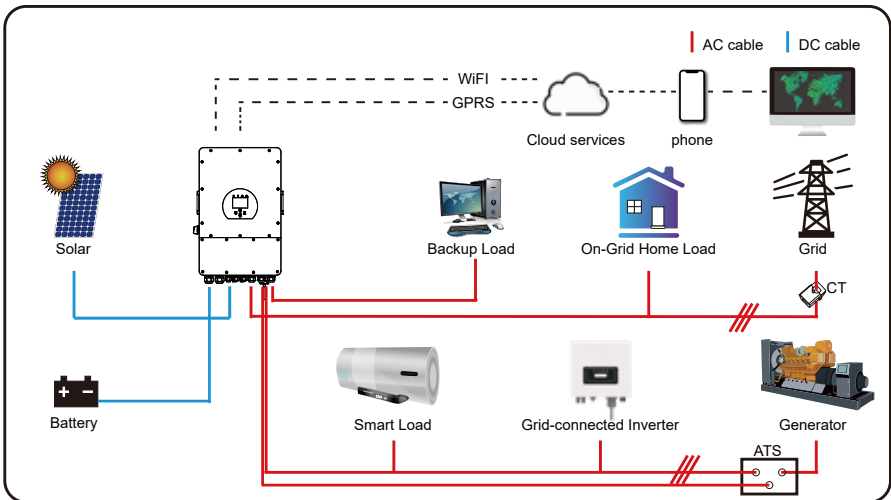 AC cable
DC cable
WiFI
GPRS
Cloud services
phone
Solar
Backup Load
On-Grid Home Load
Grid
CT
Battery
Smart Load
Grid-connected Inverter
Generator
ATS